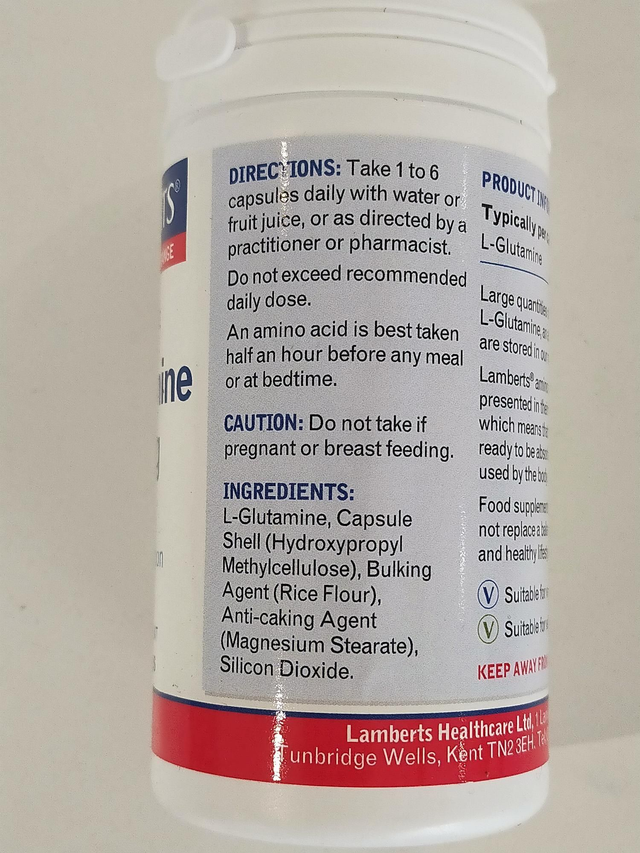 TS®
NGE
DIRECTIONS: Take 1 to 6
capsules daily with water or
fruit juice, or as directed by a
practitioner or pharmacist.
Do not exceed recommended
daily dose.
An amino acid is best taken
half an hour before any meal
or at bedtime.
CAUTION: Do not take if
pregnant or breast feeding.
INGREDIENTS:
L-Glutamine, Capsule
Shell (Hydroxypropyl
Methylcellulose), Bulking
Agent (Rice Flour),
Anti-caking Agent
(Magnesium Stearate),
Silicon Dioxide.
PRODUCT
Typically
L-Glutamine
Large
L-Glutamine,
are stored in
Lamberts®
presented in
which means
ready to be
used by the
Food
not replace a
and healthy
V Suitable for
V Suitable for
KEEP AWAY
Lamberts Healthcare Ltd, 1
Tunbridge Wells, Kent TN2 3EH.